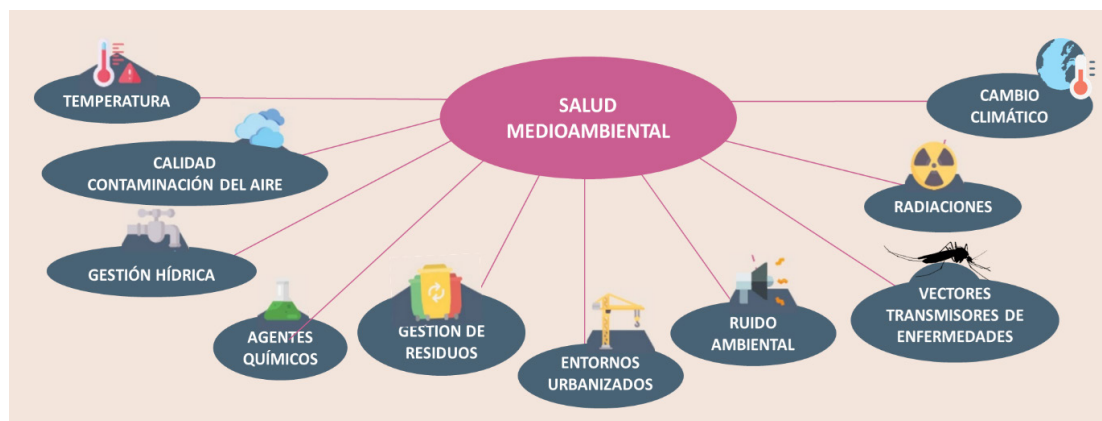 SALUD
MEDIOAMBIENTAL
TEMPERATURA
CALIDAD
CONTAMINACIÓN DEL AIRE
GESTIÓN HÍDRICA
AGENTES
QUÍMICOS
GESTIÓN DE
RESIDUOS
ENTORNOS
URBANIZADOS
RUIDO
AMBIENTAL
VECTORES
TRANSMISORES DE
ENFERMEDADES
RADIACIONES
CAMBIO
CLIMÁTICO